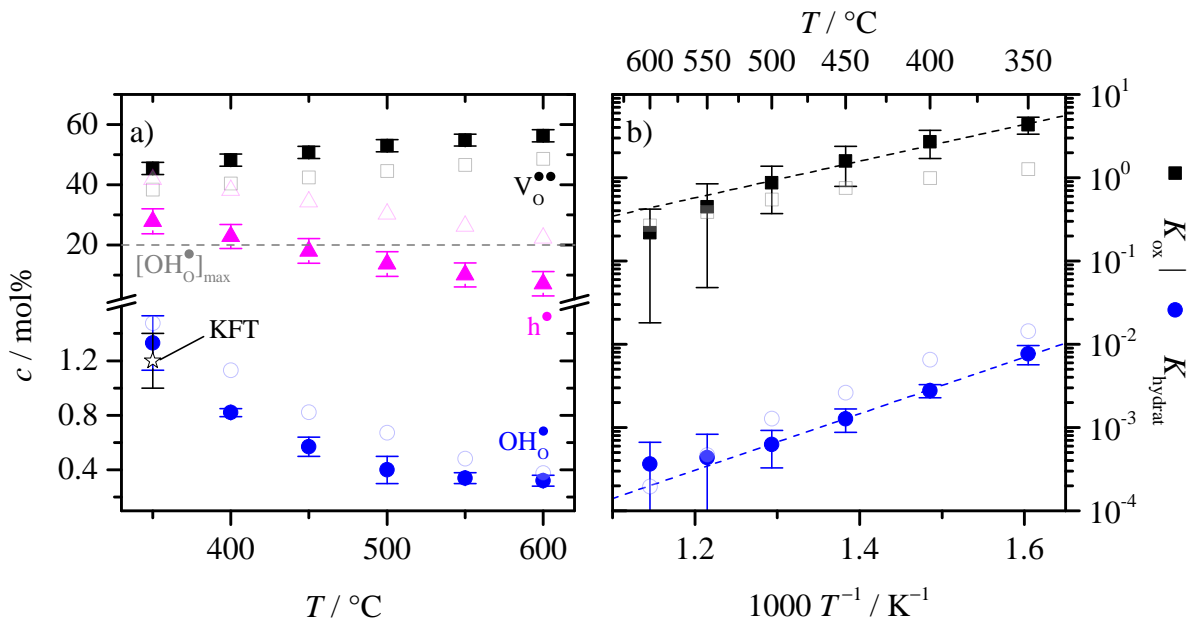 T / °C
600 550 500 450 400 350
a)
b)
60
40
20
1.2
0.8
0.4
c / mol%
V_O^••
[OH_O^•]_max
h^•
KFT
OH_O^•
10^1
10^0
10^-1
10^-2
10^-3
10^-4
K_hydrat | K_ox
400 500 600
1.2 1.4 1.6
T / °C
1000 T^−1 / K^−1